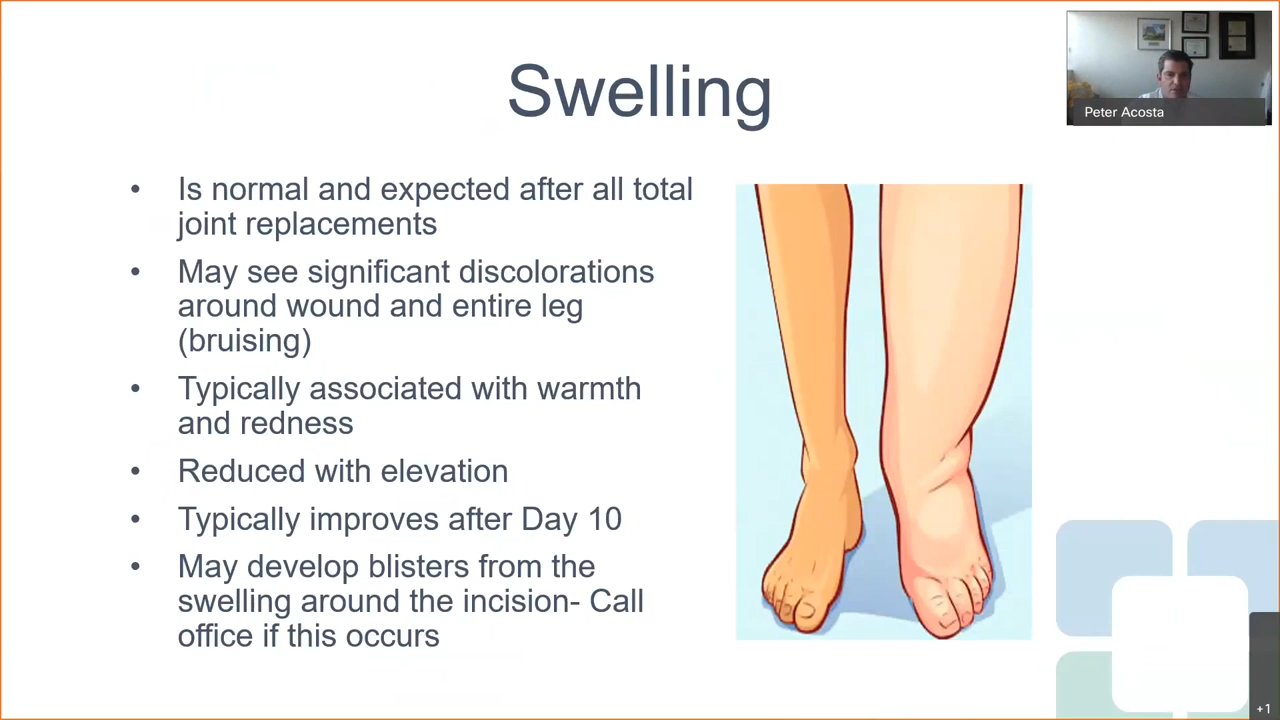 Swelling
Peter Acosta
• Is normal and expected after all total
joint replacements
• May see significant discolorations
around wound and entire leg
(bruising)
• Typically associated with warmth
and redness
• Reduced with elevation
• Typically improves after Day 10
• May develop blisters from the
swelling around the incision- Call
office if this occurs
+1